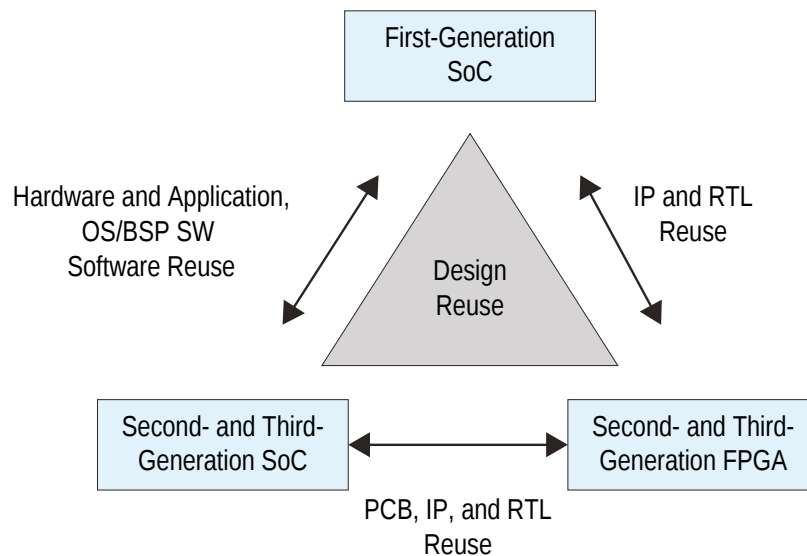 First-Generation
SoC
Hardware and Application,
OS/BSP SW
Software Reuse
IP and RTL
Reuse
Design
Reuse
Second- and Third-
Generation SoC
Second- and Third-
Generation FPGA
PCB, IP, and RTL
Reuse